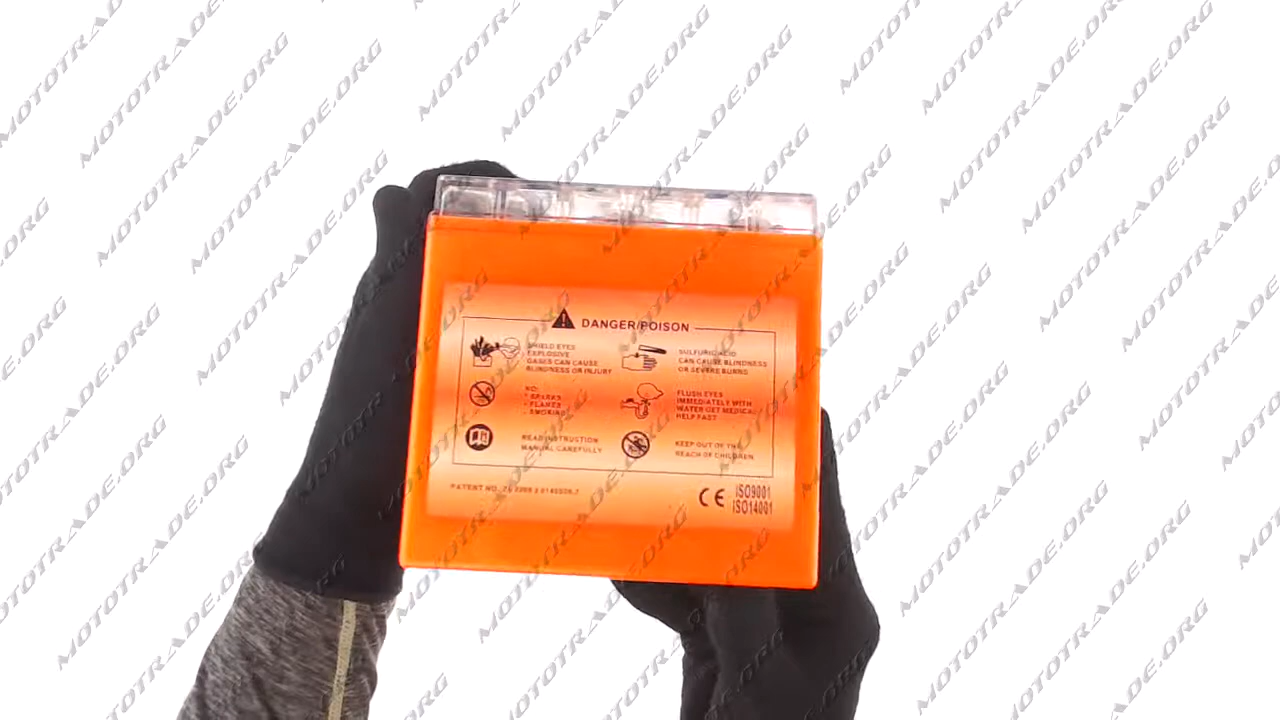 DANGER/POISON
SHIELD EYES
EXPLOSIVE
GASES CAN CAUSE
BLINDNESS OR INJURY
SULFURIC ACID
CAN CAUSE BLINDNESS
OR SEVERE BURNS
NO:
* SPARKS
- FLAMES
- SMOKING
FLUSH EYES
IMMEDIATELY WITH
WATER GET MEDICAL
HELP FAST
READ INSTRUCTION
MANUAL CAREFULLY
KEEP OUT OF THE
REACH OF CHILDREN
PATENT NO.
CE ISO9001
ISO14001
MOTOTRADE.ORG